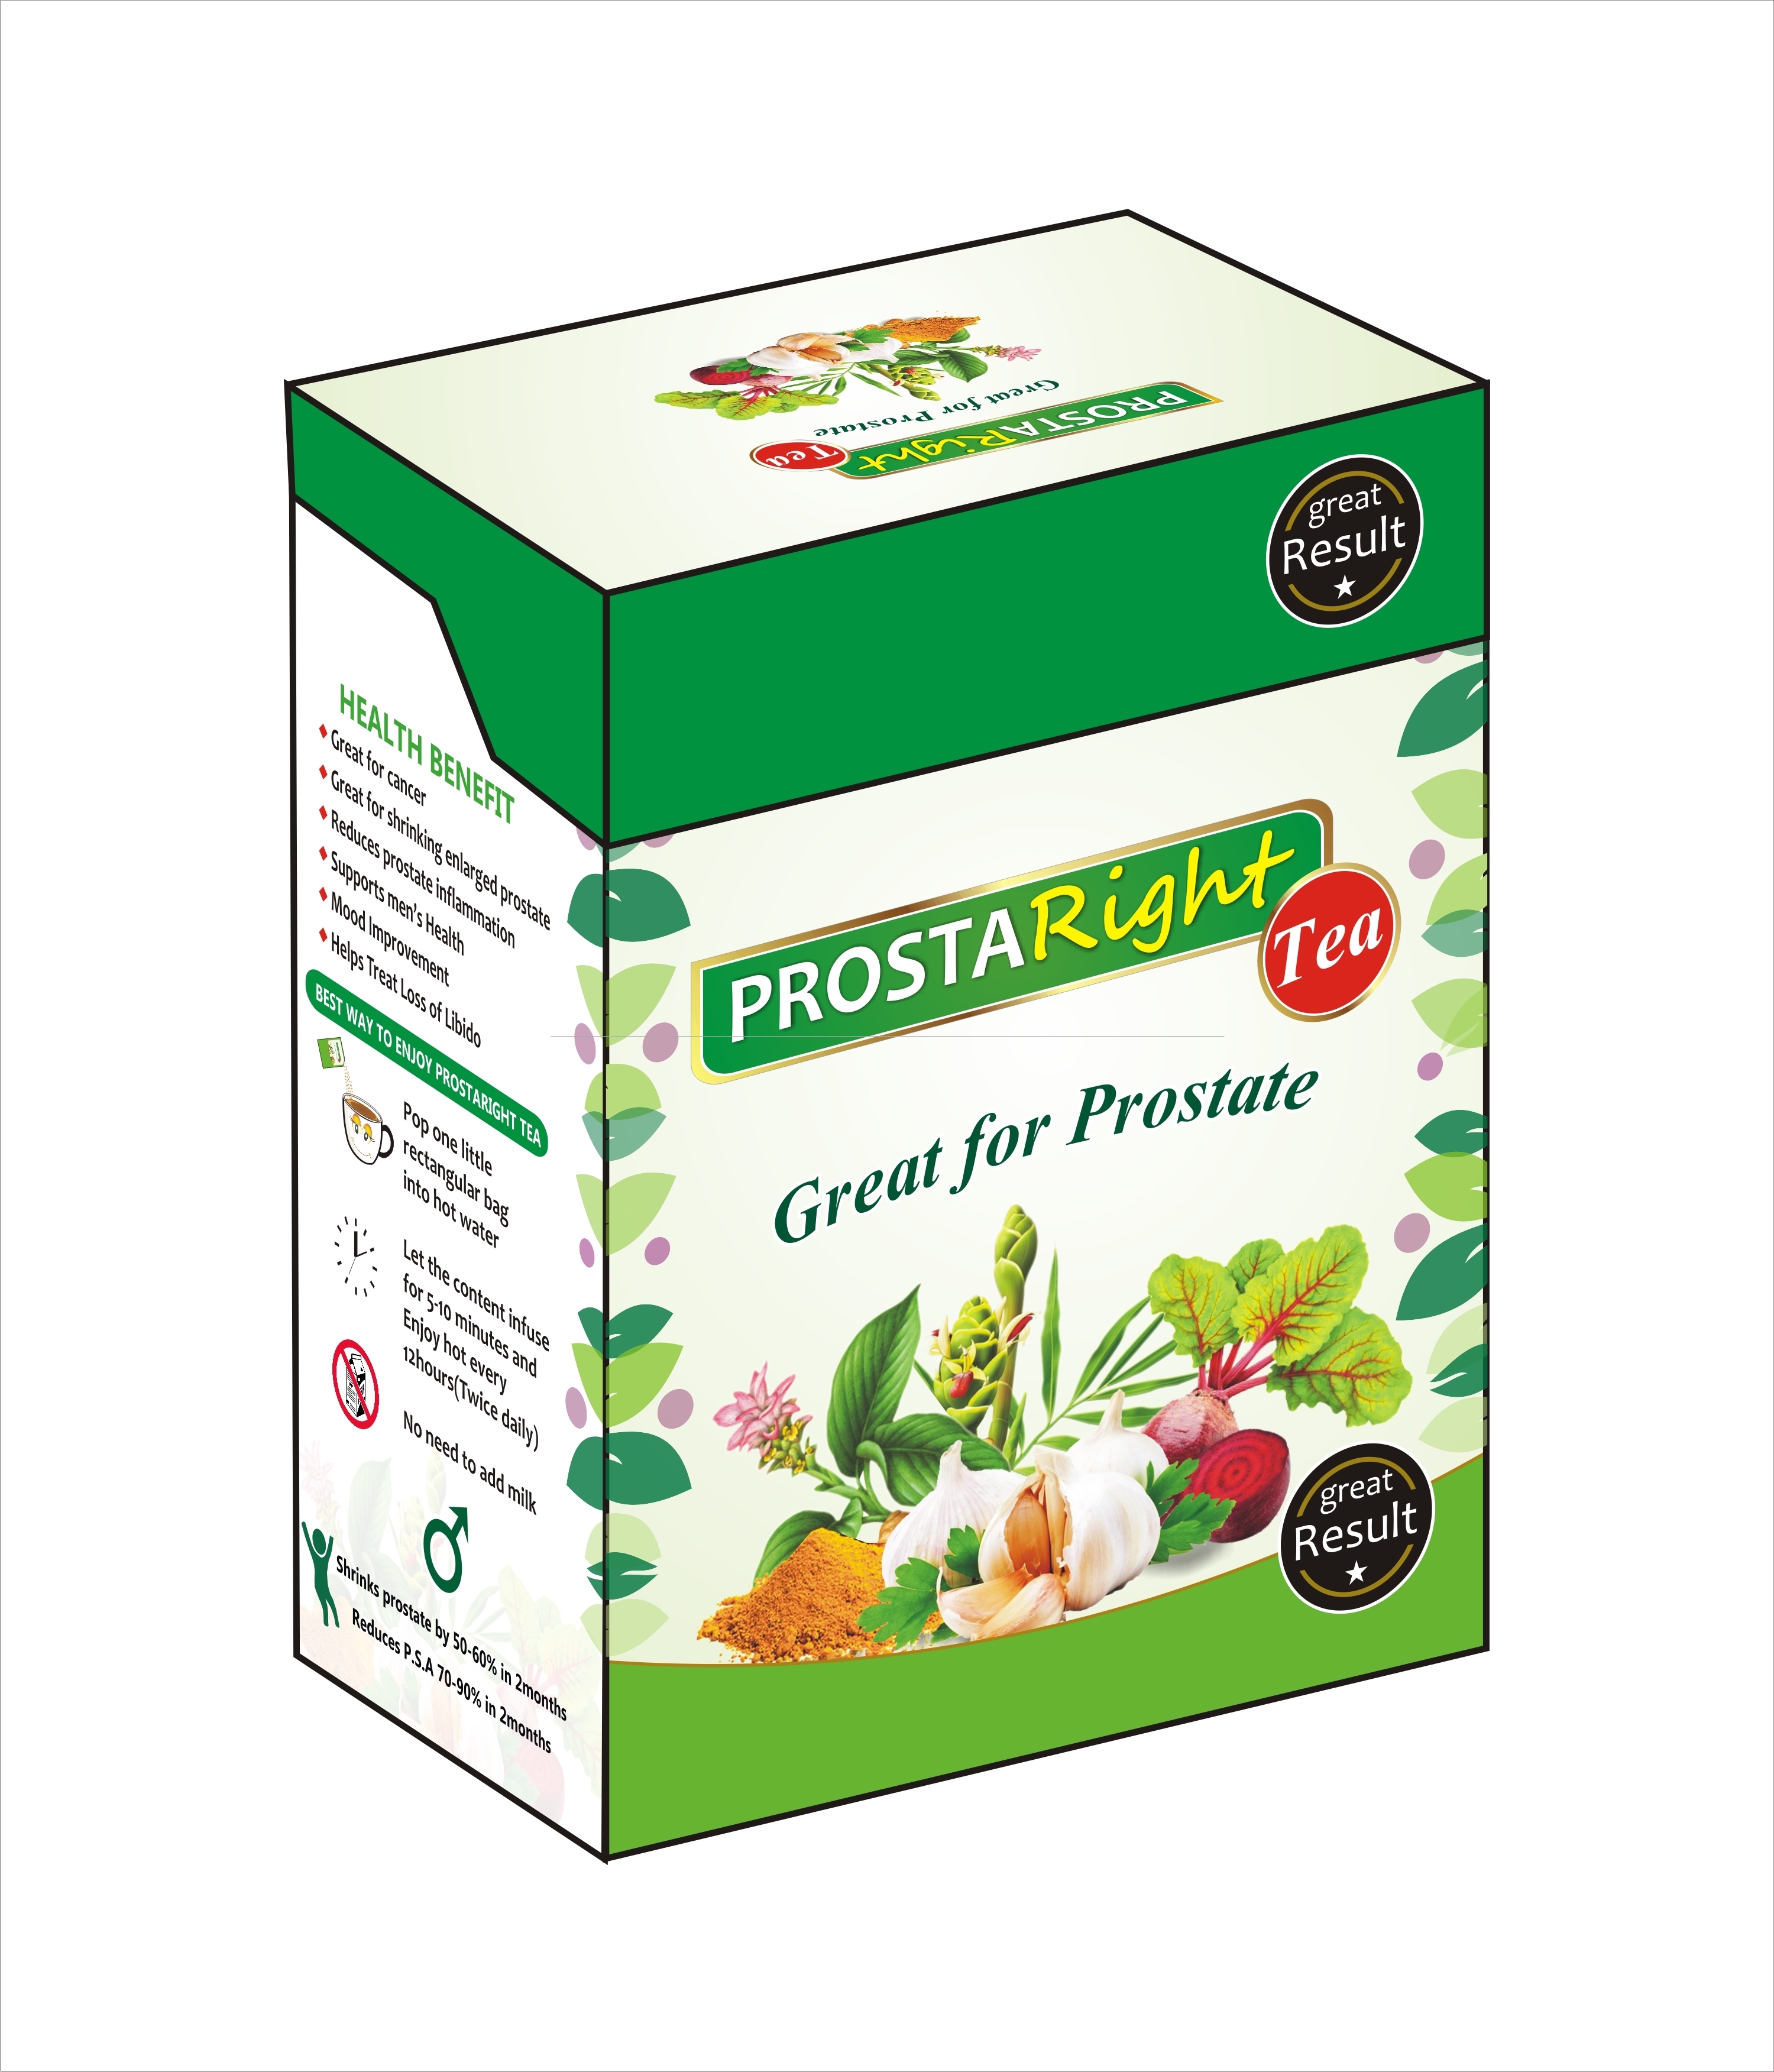 Great for Prostate
PROSTARight
Tea
great
Result
HEALTH BENEFIT
Great for cancer
Great for shrinking enlarged prostate
Reduces prostate inflammation
Supports men's Health
Mood Improvement
Helps Treat Loss of Libido
BEST WAY TO ENJOY PROSTARIGHT TEA
Pop one little
rectangular bag
into hot water
Let the content infuse
for 5-10 minutes and
Enjoy hot every
12hours(Twice daily)
No need to add milk
Shrinks prostate by 50-60% in 2months
Reduces P.S.A 70-90% in 2months
PROSTARight
Tea
Great for Prostate
great
Result